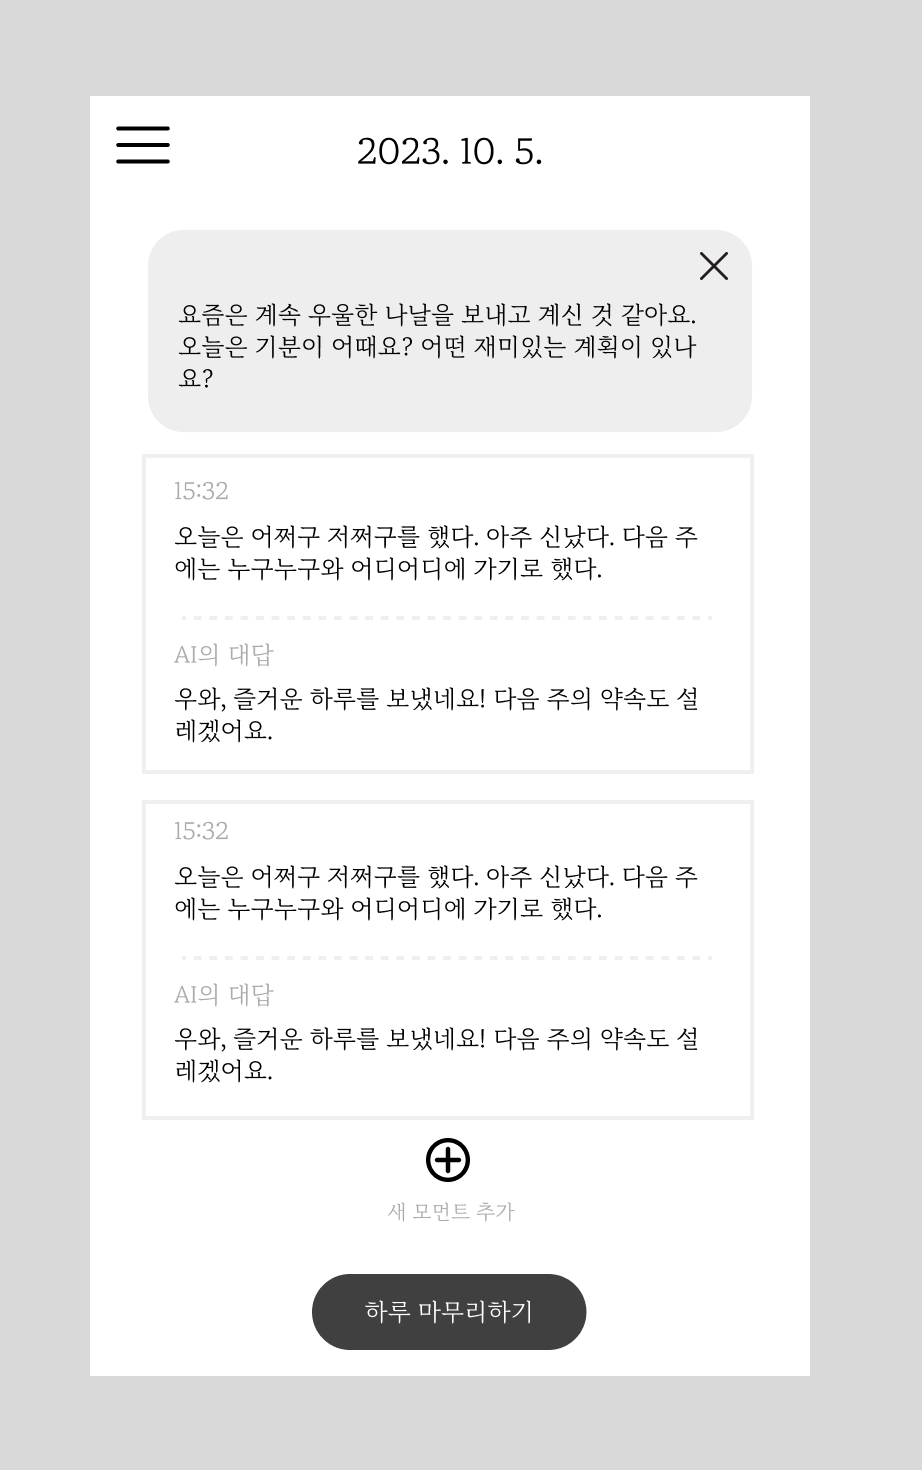 2023. 10. 5.
요즘은 계속 우울한 나날을 보내고 계신 것 같아요.
오늘은 기분이 어때요? 어떤 재미있는 계획이 있나
요?
15:32
오늘은 어쩌구 저쩌구를 했다. 아주 신났다. 다음 주
에는 누구누구와 어디어디에 가기로 했다.
AI의 대답
우와, 즐거운 하루를 보냈네요! 다음 주의 약속도 설
레겠어요.
15:32
오늘은 어쩌구 저쩌구를 했다. 아주 신났다. 다음 주
에는 누구누구와 어디어디에 가기로 했다.
AI의 대답
우와, 즐거운 하루를 보냈네요! 다음 주의 약속도 설
레겠어요.
새 모먼트 추가
하루 마무리하기